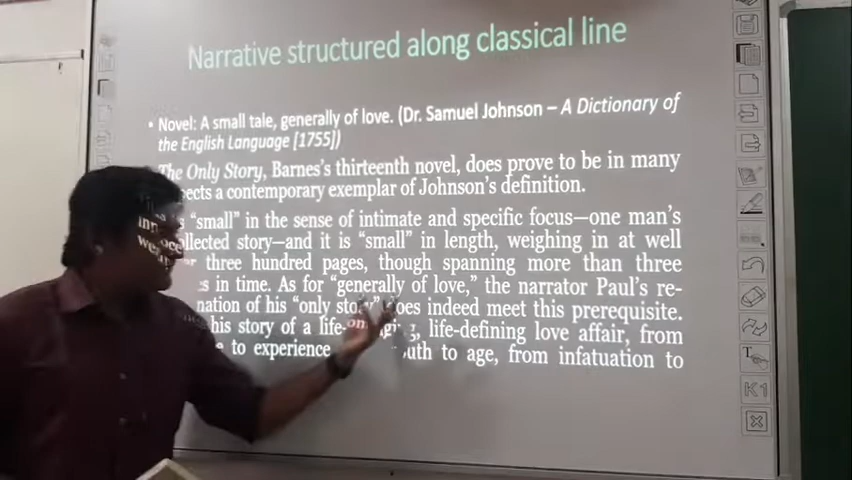 Narrative structured along classical line
• Novel: A small tale, generally of love. (Dr. Samuel Johnson – A Dictionary of
the English Language [1755])
The Only Story, Barnes's thirteenth novel, does prove to be in many
a contemporary exemplar of Johnson's definition.
"small" in the sense of intimate and specific focus—one man's
story—and it is "small" in length, weighing in at well
three hundred pages, though spanning more than three
in time. As for "generally of love," the narrator Paul's re-
of his "only does indeed meet this prerequisite.
his story of a life- life-defining love affair, from
to experience to age, from infatuation to
T
K1